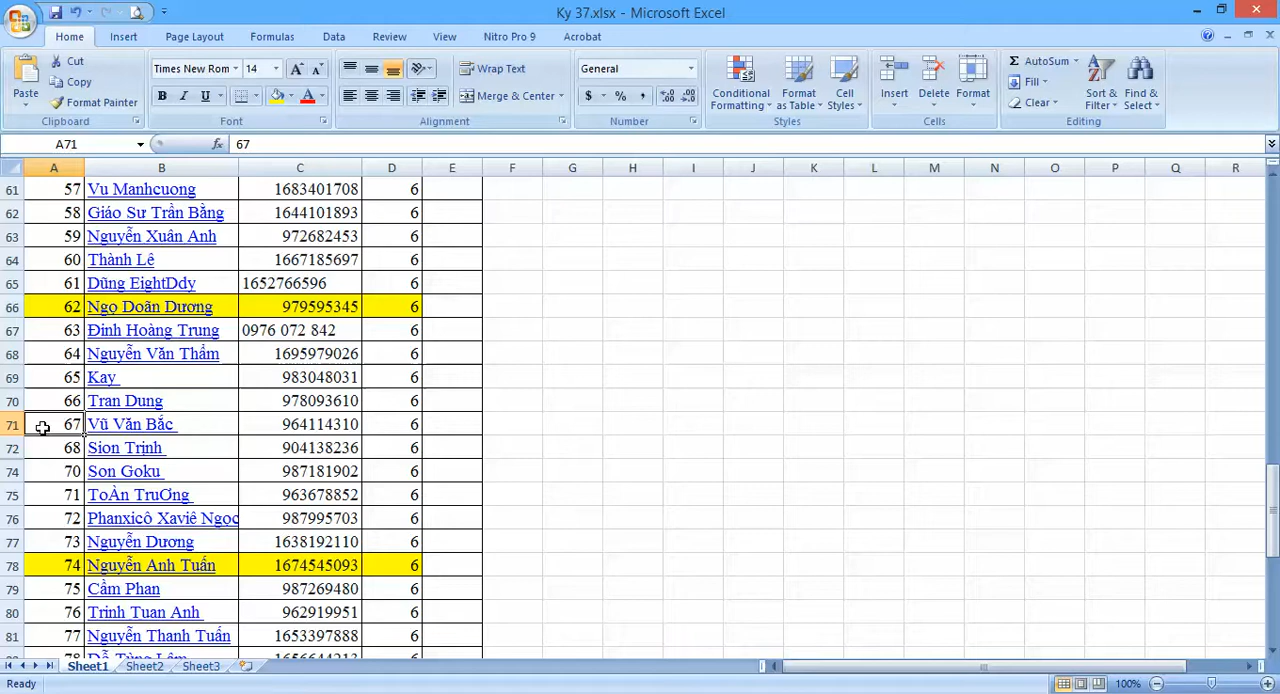 Ky 37.xlsx - Microsoft Excel
Home Insert Page Layout Formulas Data Review View Nitro Pro 9 Acrobat
Paste Cut Copy Format Painter Clipboard
Times New Rom 14 B I U Font
Wrap Text Merge & Center Alignment
General $ % , Number
Conditional Formatting Format as Table Cell Styles Styles
Insert Delete Format Cells
Σ AutoSum Fill Clear Sort & Filter Find & Select Editing
A71 fx 67
A B C D E F G H I J K L M N O P Q R
61 57 Vu Manhcuong 1683401708 6
62 58 Giáo Sư Trần Bằng 1644101893 6
63 59 Nguyễn Xuân Anh 972682453 6
64 60 Thành Lê 1667185697 6
65 61 Dũng EightDdy 1652766596 6
66 62 Ngọ Doãn Dương 979595345 6
67 63 Đinh Hoàng Trung 0976 072 842 6
68 64 Nguyễn Văn Thẩm 1695979026 6
69 65 Kay 983048031 6
70 66 Tran Dung 978093610 6
71 67 Vũ Văn Bắc 964114310 6
72 68 Sion Trịnh 904138236 6
74 70 Son Goku 987181902 6
75 71 ToÀn TruƠng 963678852 6
76 72 Phanxicô Xaviê Ngọc 987995703 6
77 73 Nguyễn Dương 1638192110 6
78 74 Nguyễn Anh Tuấn 1674545093 6
79 75 Cầm Phan 987269480 6
80 76 Trinh Tuan Anh 962919951 6
81 77 Nguyễn Thanh Tuấn 1653397888 6
78 Đỗ Tùng Lâm 1656644213 6
Sheet1 Sheet2 Sheet3
Ready 100%